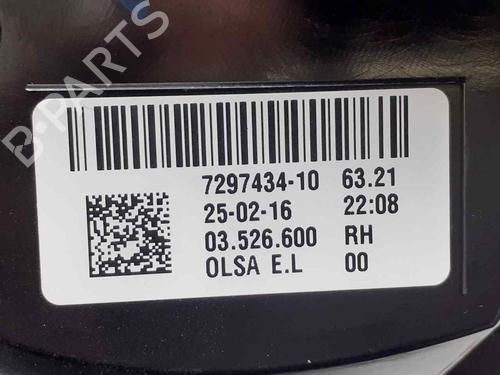 B-PARTS
7297434-10 63.21
25-02-16 22:08
03.526.600 RH
OLSA E.L 00